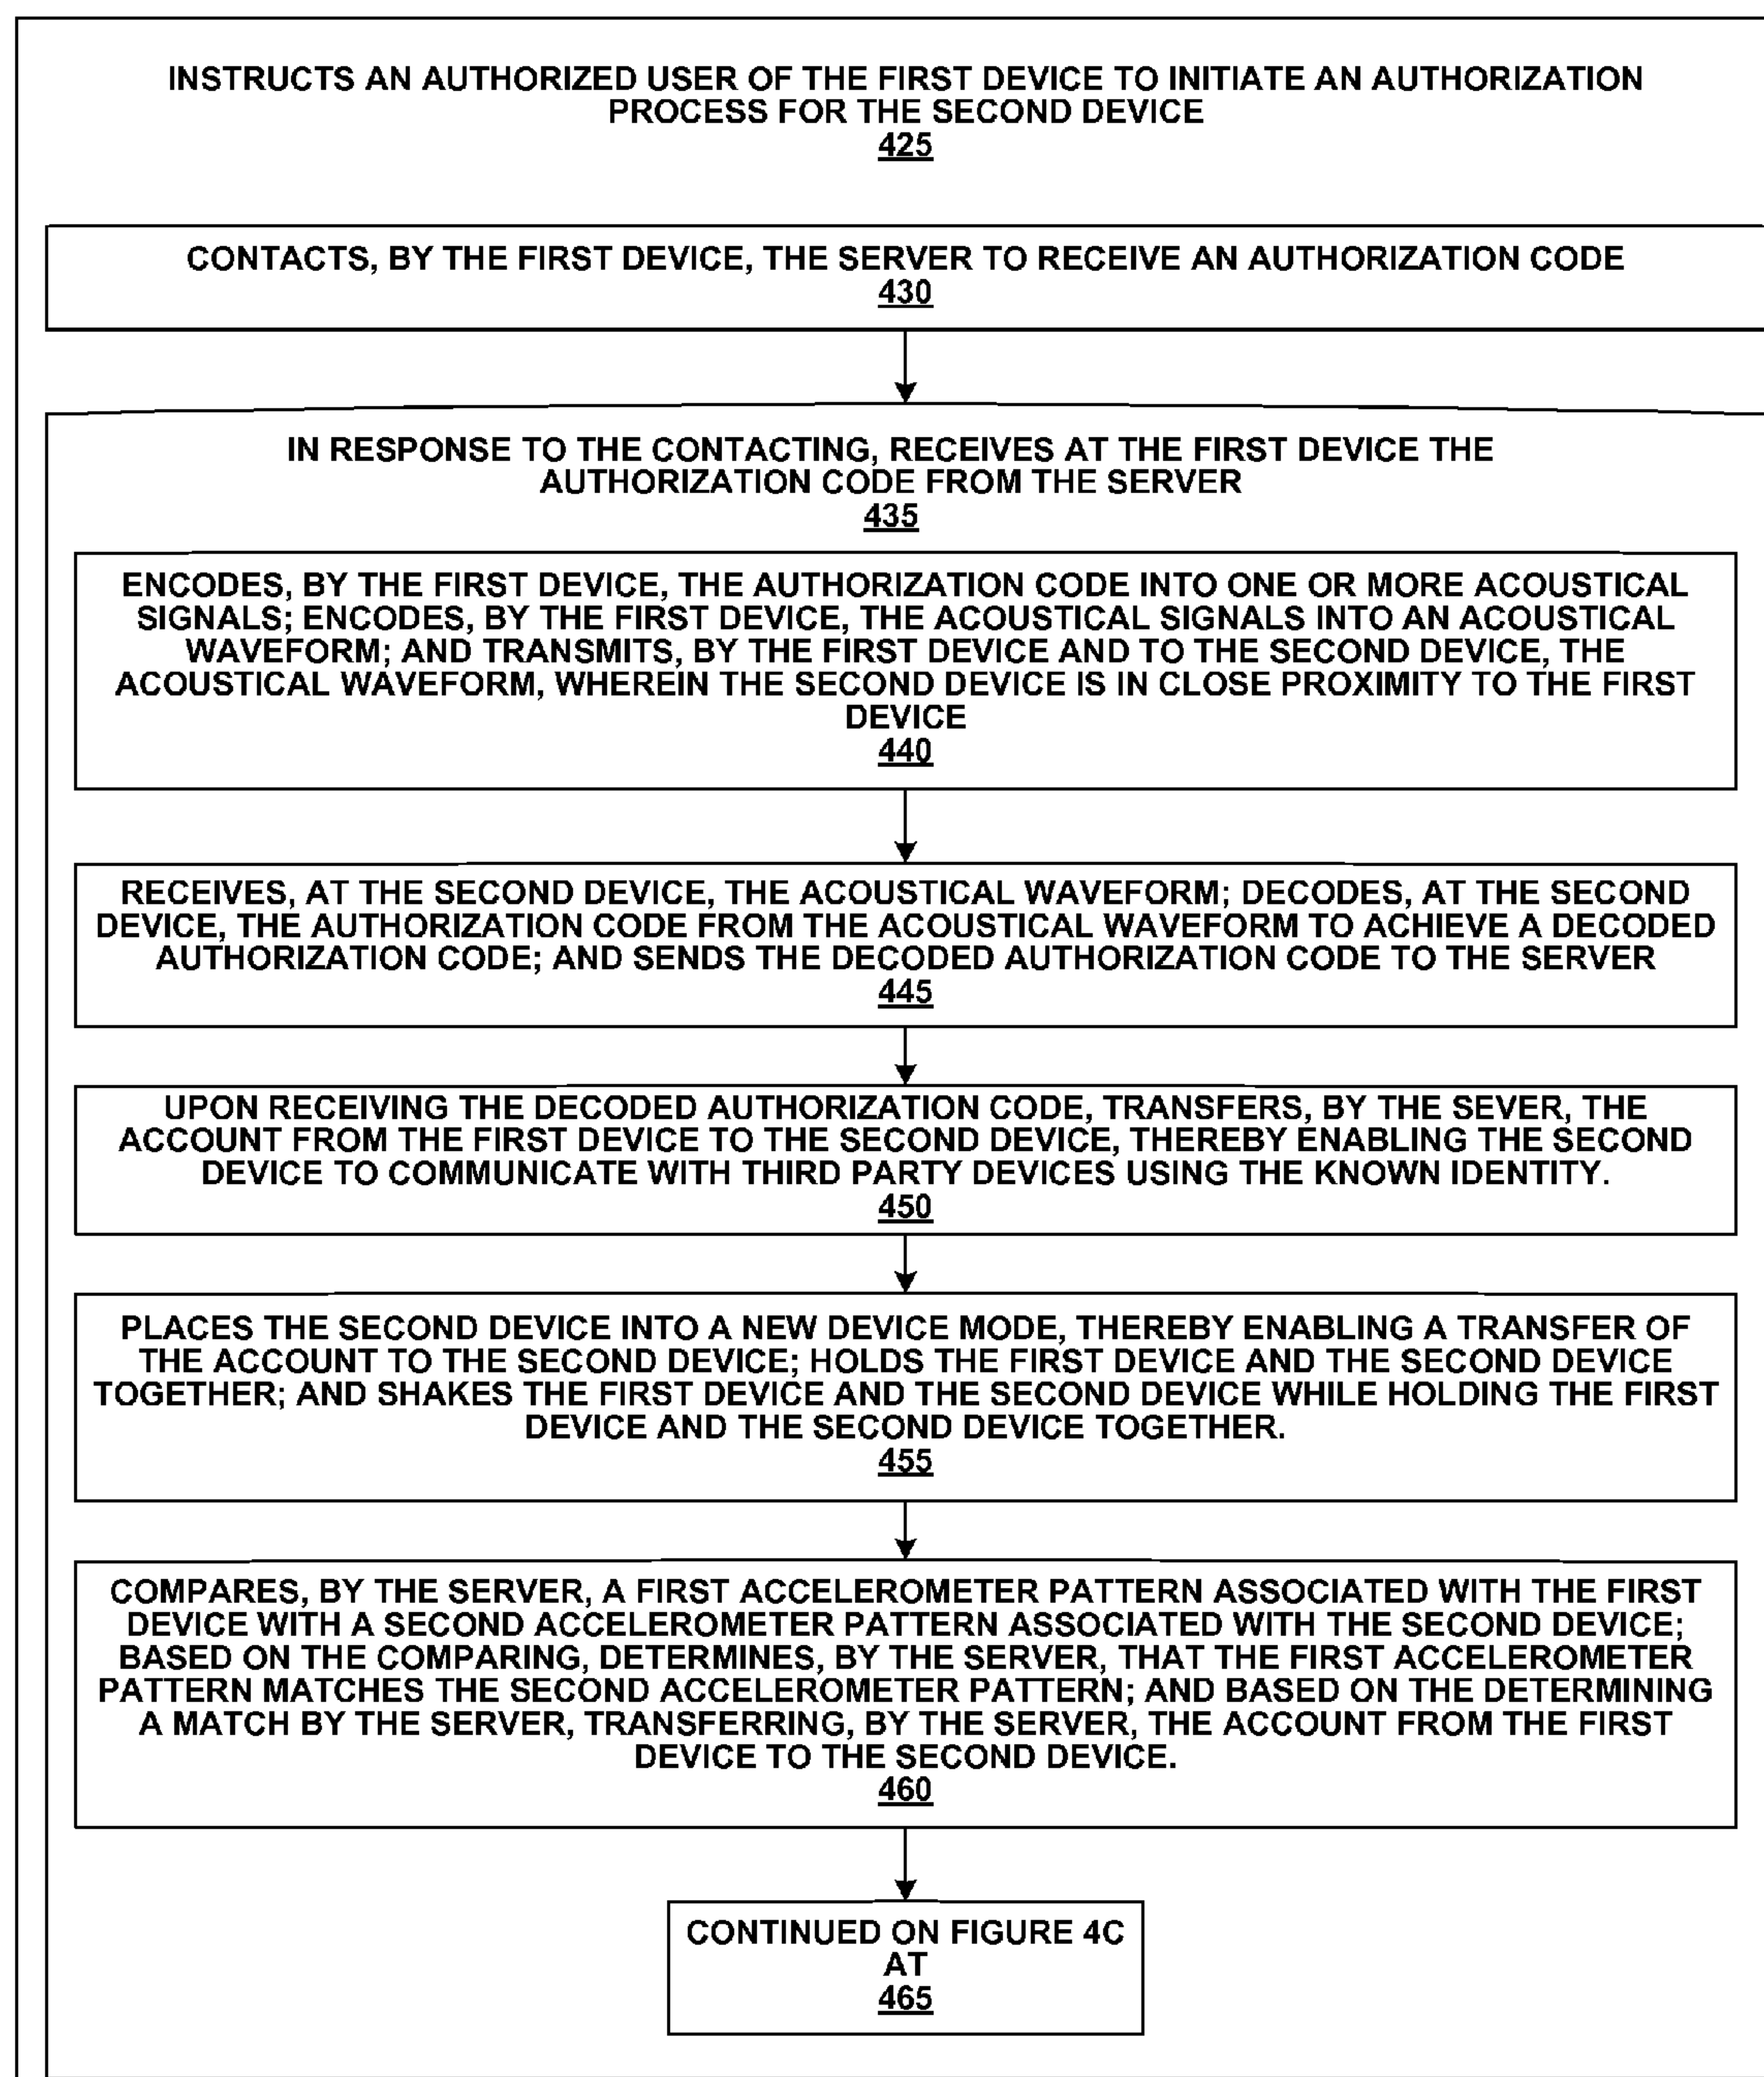 INSTRUCTS AN AUTHORIZED USER OF THE FIRST DEVICE TO INITIATE AN AUTHORIZATION
PROCESS FOR THE SECOND DEVICE
425
CONTACTS, BY THE FIRST DEVICE, THE SERVER TO RECEIVE AN AUTHORIZATION CODE
430
IN RESPONSE TO THE CONTACTING, RECEIVES AT THE FIRST DEVICE THE
AUTHORIZATION CODE FROM THE SERVER
435
ENCODES, BY THE FIRST DEVICE, THE AUTHORIZATION CODE INTO ONE OR MORE ACOUSTICAL
SIGNALS; ENCODES, BY THE FIRST DEVICE, THE ACOUSTICAL SIGNALS INTO AN ACOUSTICAL
WAVEFORM; AND TRANSMITS, BY THE FIRST DEVICE AND TO THE SECOND DEVICE, THE
ACOUSTICAL WAVEFORM, WHEREIN THE SECOND DEVICE IS IN CLOSE PROXIMITY TO THE FIRST
DEVICE
440
RECEIVES, AT THE SECOND DEVICE, THE ACOUSTICAL WAVEFORM; DECODES, AT THE SECOND
DEVICE, THE AUTHORIZATION CODE FROM THE ACOUSTICAL WAVEFORM TO ACHIEVE A DECODED
AUTHORIZATION CODE; AND SENDS THE DECODED AUTHORIZATION CODE TO THE SERVER
445
UPON RECEIVING THE DECODED AUTHORIZATION CODE, TRANSFERS, BY THE SEVER, THE
ACCOUNT FROM THE FIRST DEVICE TO THE SECOND DEVICE, THEREBY ENABLING THE SECOND
DEVICE TO COMMUNICATE WITH THIRD PARTY DEVICES USING THE KNOWN IDENTITY.
450
PLACES THE SECOND DEVICE INTO A NEW DEVICE MODE, THEREBY ENABLING A TRANSFER OF
THE ACCOUNT TO THE SECOND DEVICE; HOLDS THE FIRST DEVICE AND THE SECOND DEVICE
TOGETHER; AND SHAKES THE FIRST DEVICE AND THE SECOND DEVICE WHILE HOLDING THE FIRST
DEVICE AND THE SECOND DEVICE TOGETHER.
455
COMPARES, BY THE SERVER, A FIRST ACCELEROMETER PATTERN ASSOCIATED WITH THE FIRST
DEVICE WITH A SECOND ACCELEROMETER PATTERN ASSOCIATED WITH THE SECOND DEVICE;
BASED ON THE COMPARING, DETERMINES, BY THE SERVER, THAT THE FIRST ACCELEROMETER
PATTERN MATCHES THE SECOND ACCELEROMETER PATTERN; AND BASED ON THE DETERMINING
A MATCH BY THE SERVER, TRANSFERRING, BY THE SERVER, THE ACCOUNT FROM THE FIRST
DEVICE TO THE SECOND DEVICE.
460
CONTINUED ON FIGURE 4C
AT
465